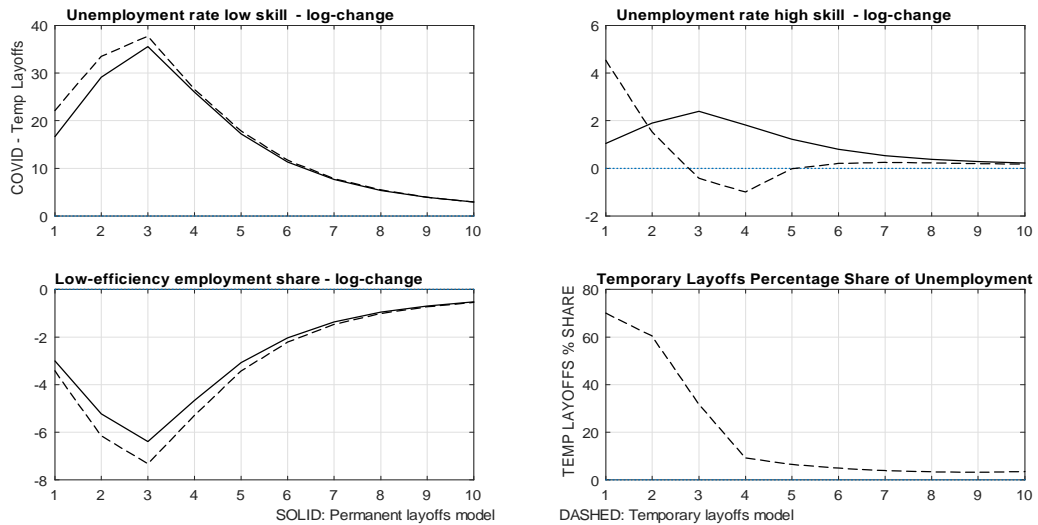 Unemployment rate low skill - log-change
COVID - Temp Layoffs
40
30
20
10
0
1 2 3 4 5 6 7 8 9 10
Unemployment rate high skill - log-change
6
4
2
0
-2
1 2 3 4 5 6 7 8 9 10
Low-efficiency employment share - log-change
0
-2
-4
-6
-8
1 2 3 4 5 6 7 8 9 10
SOLID: Permanent layoffs model
Temporary Layoffs Percentage Share of Unemployment
TEMP LAYOFFS % SHARE
80
60
40
20
0
1 2 3 4 5 6 7 8 9 10
DASHED: Temporary layoffs model